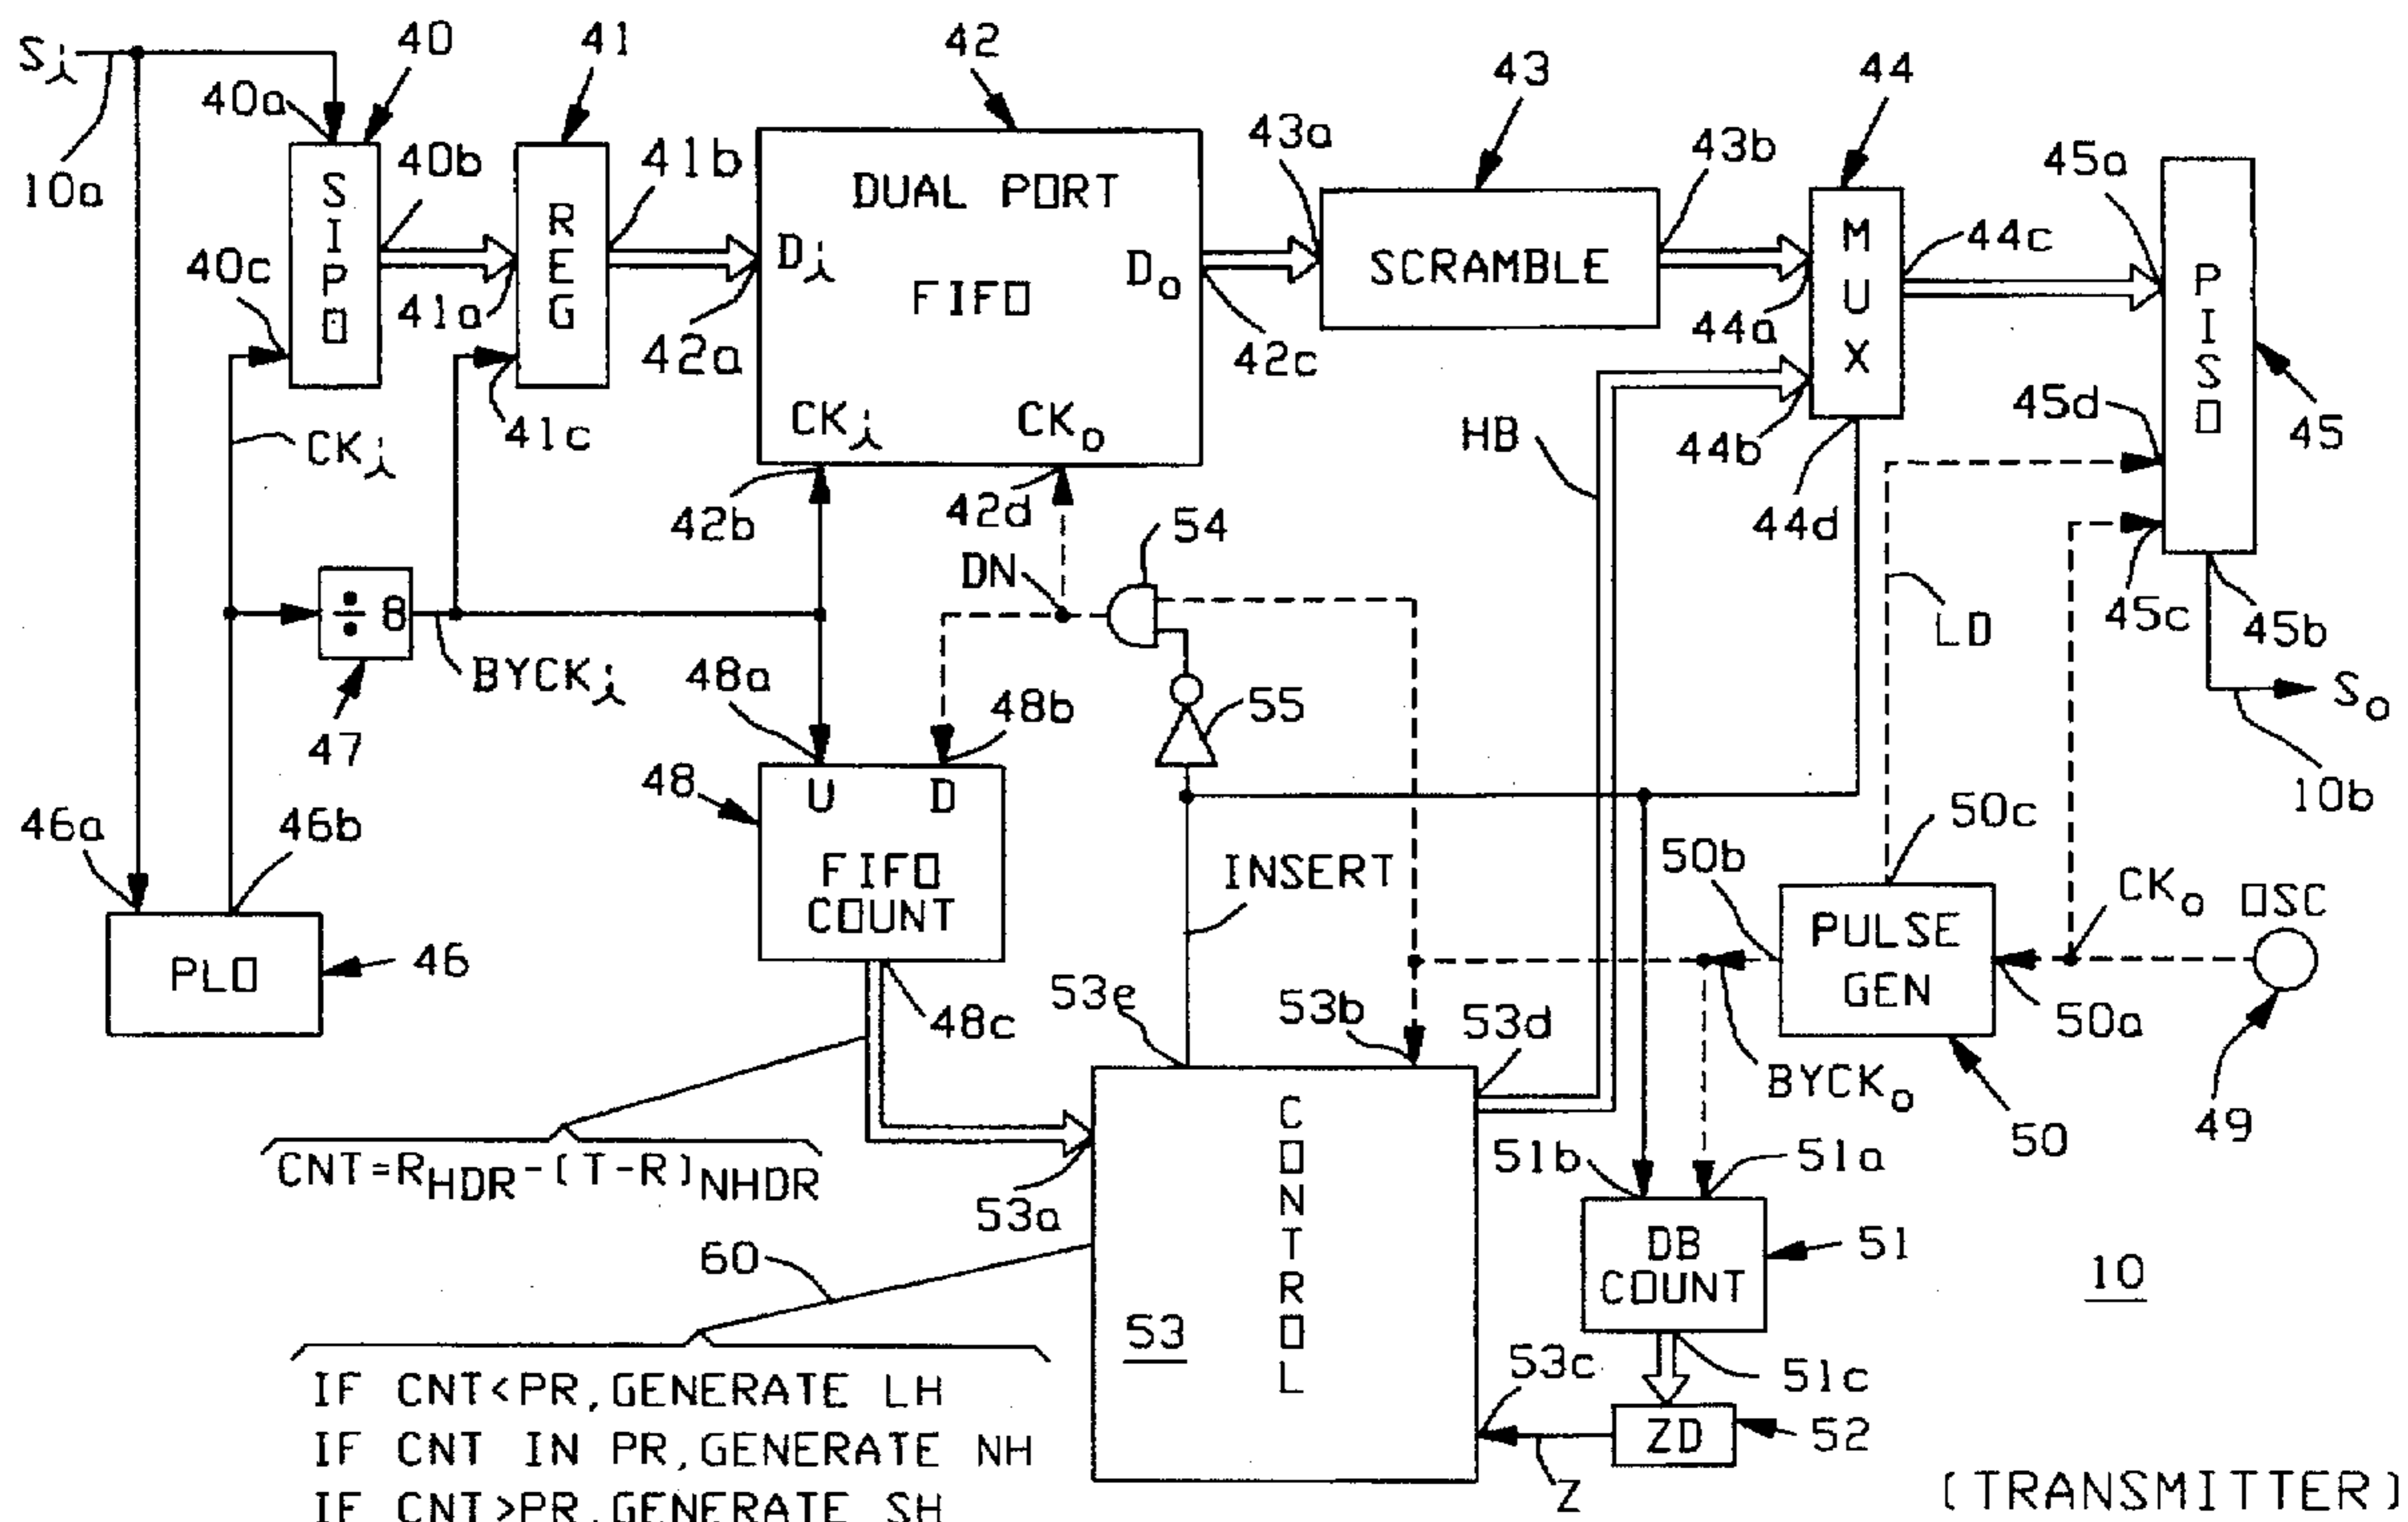 Si
10a
40a
40
40b
40c
SIPO
41
41a
41b
41c
REG
42
DUAL PORT
FIFO
Di
Do
CKi
CKo
42a
42b
42c
42d
43
43a
43b
SCRAMBLE
44
MUX
44a
44b
44c
44d
HB
45a
PISO
45d
45
45c
45b
LD
So
10b
CKi
÷ 8
BYCKi
47
DN
54
55
46a
46b
PLO
46
48a
48b
48
U D
FIFO
COUNT
48c
INSERT
50b
50c
PULSE
GEN
50a
50
CKo
OSC
49
BYCKo
CNT=RHDR-(T-R)NHDR
53a
53e
53b
53d
CONTROL
53
53c
51b
51a
DB
COUNT
51
51c
ZD
52
Z
60
IF CNT<PR,GENERATE LH
IF CNT IN PR,GENERATE NH
IF CNT>PR,GENERATE SH
10
(TRANSMITTER)